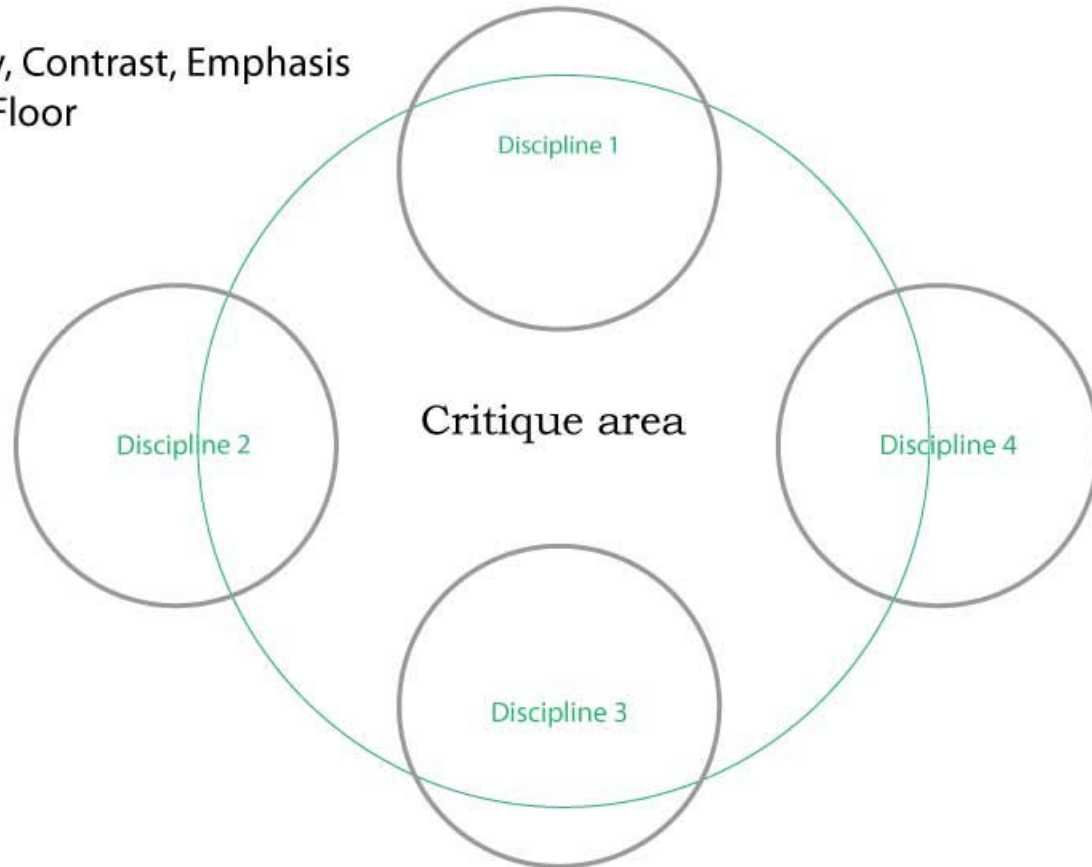 , Contrast, Emphasis
Floor
Discipline 1
Critique area
Discipline 2
Discipline 4
Discipline 3